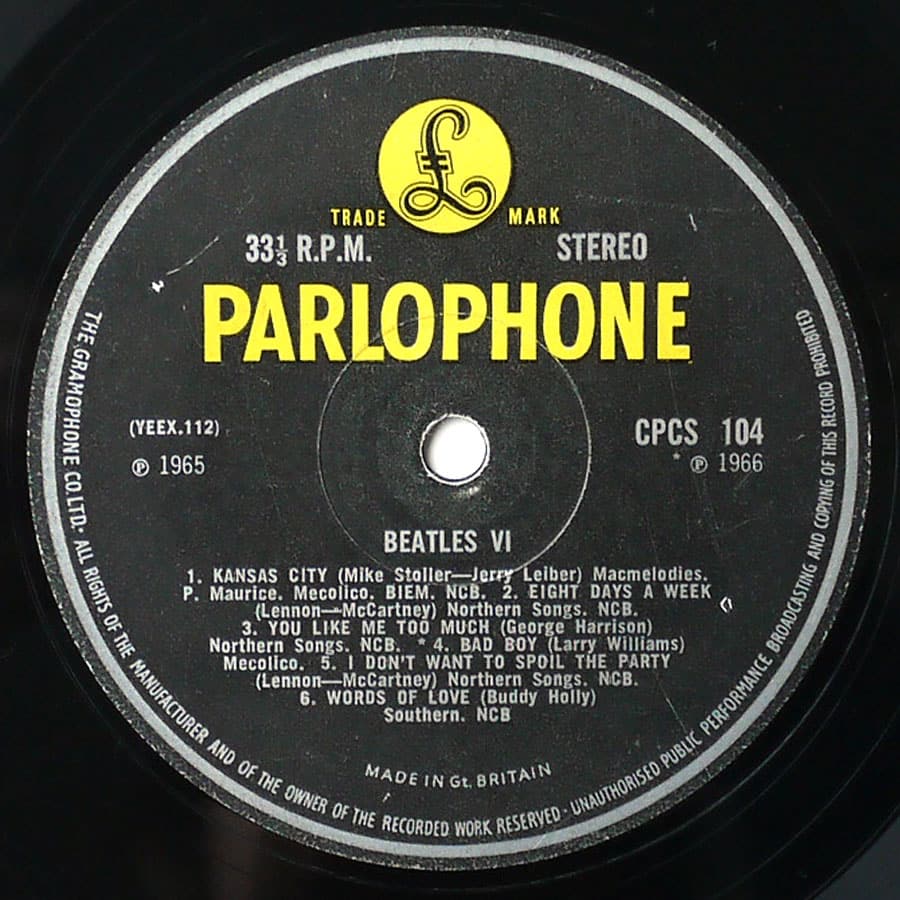 £
TRADE MARK
33⅓ R.P.M. STEREO
PARLOPHONE
(YEEX.112) CPCS 104
℗ 1965 * ℗ 1966
BEATLES VI
1. KANSAS CITY (Mike Stoller—Jerry Leiber) Macmelodies.
P. Maurice. Mecolico. BIEM. NCB. 2. EIGHT DAYS A WEEK
(Lennon—McCartney) Northern Songs. NCB.
3. YOU LIKE ME TOO MUCH (George Harrison)
Northern Songs. NCB. * 4. BAD BOY (Larry Williams)
Mecolico. 5. I DON'T WANT TO SPOIL THE PARTY
(Lennon—McCartney) Northern Songs. NCB.
6. WORDS OF LOVE (Buddy Holly)
Southern. NCB
MADE IN Gt. BRITAIN
THE GRAMOPHONE CO. LTD. · ALL RIGHTS OF THE MANUFACTURER AND OF THE OWNER OF THE RECORDED WORK RESERVED · UNAUTHORISED PUBLIC PERFORMANCE BROADCASTING AND COPYING OF THIS RECORD PROHIBITED